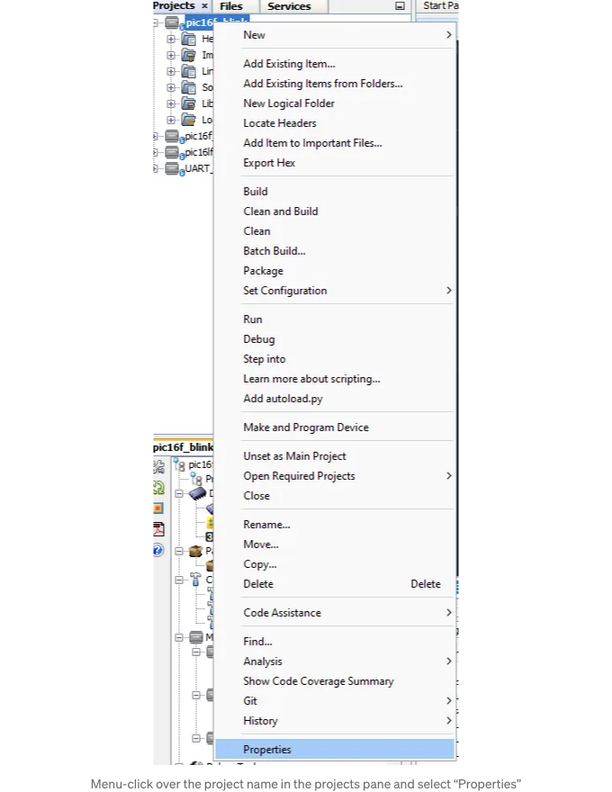 Projects × Files Services Start Pa
pic16f_blink
New
He
Add Existing Item...
Im
Add Existing Items from Folders...
Lin
New Logical Folder
So
Lib
Locate Headers
Lo
Add Item to Important Files...
pic16f
pic16lf
Export Hex
UART_
Build
Clean and Build
Clean
Batch Build...
Package
Set Configuration
Run
Debug
Step into
Learn more about scripting...
Add autoload.py
Make and Program Device
pic16f_blink
Unset as Main Project
pic16f
Open Required Projects
Pr
Close
D
Rename...
Move...
P
Copy...
C
Delete Delete
Code Assistance
M
Find...
Analysis
Show Code Coverage Summary
Git
History
Properties
Menu-click over the project name in the projects pane and select “Properties”